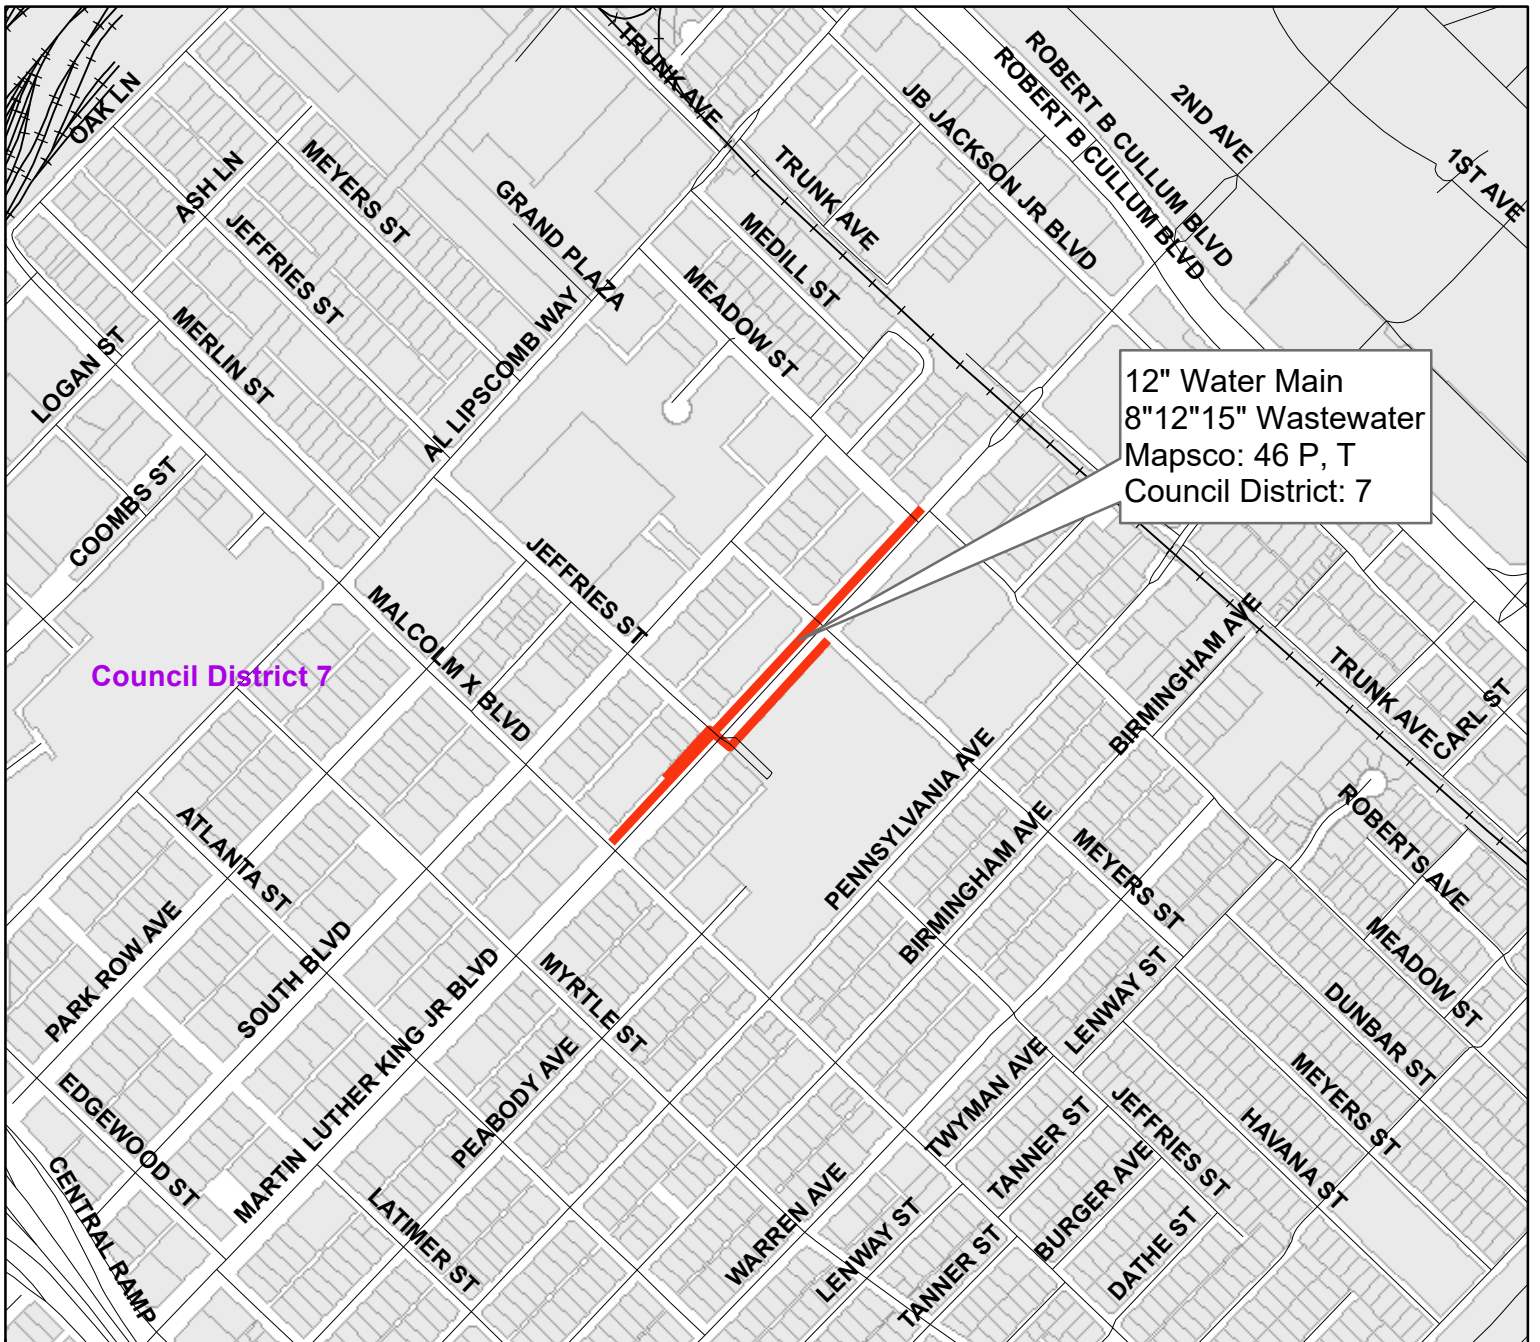 TRUNK AVE
ROBERT B CULLUM BLVD
ROBERT B CULLUM BLVD
2ND AVE
1ST AVE
OAK LN
JB JACKSON JR BLVD
ASH LN
MEYERS ST
TRUNK AVE
GRAND PLAZA
JEFFRIES ST
MEDILL ST
MEADOW ST
MERLIN ST
LOGAN ST
AL LIPSCOMB WAY
12" Water Main
8"12"15" Wastewater
Mapsco: 46 P, T
Council District: 7
COOMBS ST
JEFFRIES ST
MALCOLM X BLVD
Council District 7
BIRMINGHAM AVE
TRUNK AVE
CARL ST
PENNSYLVANIA AVE
ROBERTS AVE
ATLANTA ST
BIRMINGHAM AVE
MEYERS ST
PARK ROW AVE
SOUTH BLVD
MEADOW ST
MYRTLE ST
LENWAY ST
DUNBAR ST
MARTIN LUTHER KING JR BLVD
PEABODY AVE
TWYMAN AVE
MEYERS ST
EDGEWOOD ST
TANNER ST
JEFFRIES ST
HAVANA ST
CENTRAL RAMP
LATIMER ST
WARREN AVE
BURGER AVE
LENWAY ST
TANNER ST
DATHE ST